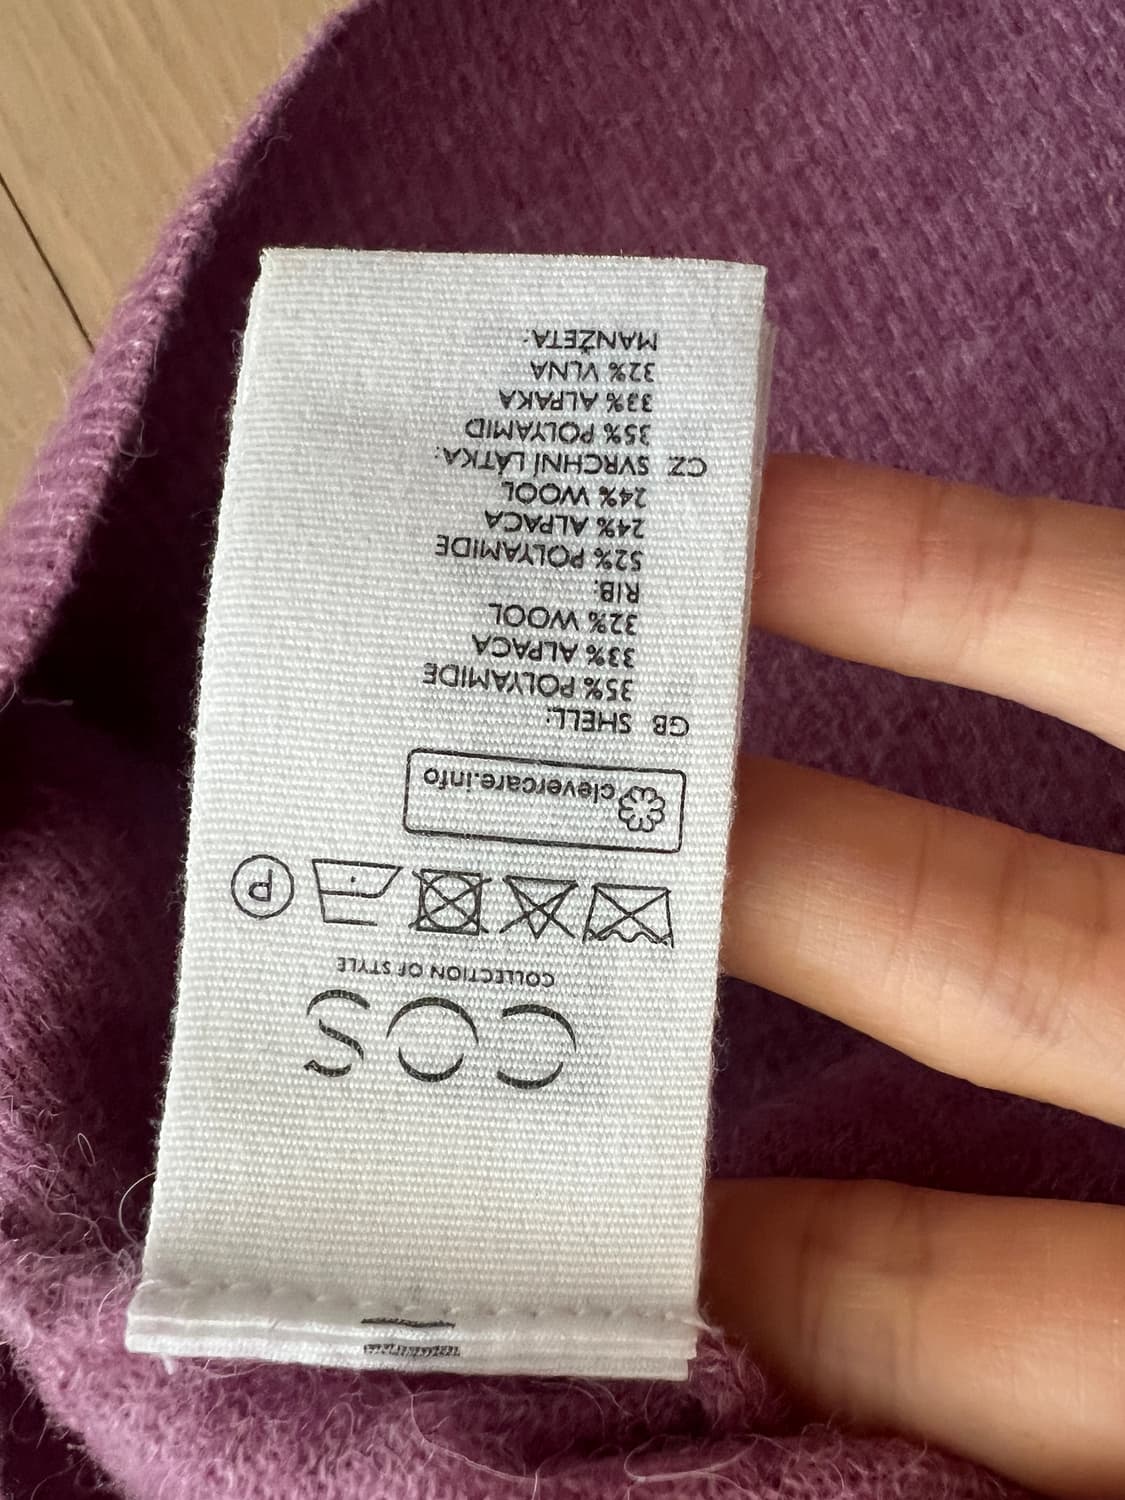 COS
COLLECTION OF STYLE
P
clevercare.info
GB SHELL:
35% POLYAMIDE
33% ALPACA
32% WOOL
RIB:
52% POLYAMIDE
24% ALPACA
24% WOOL
CZ SVRCHNÍ LÁTKA:
35% POLYAMID
33% ALPAKA
32% VLNA
MANŽETA: